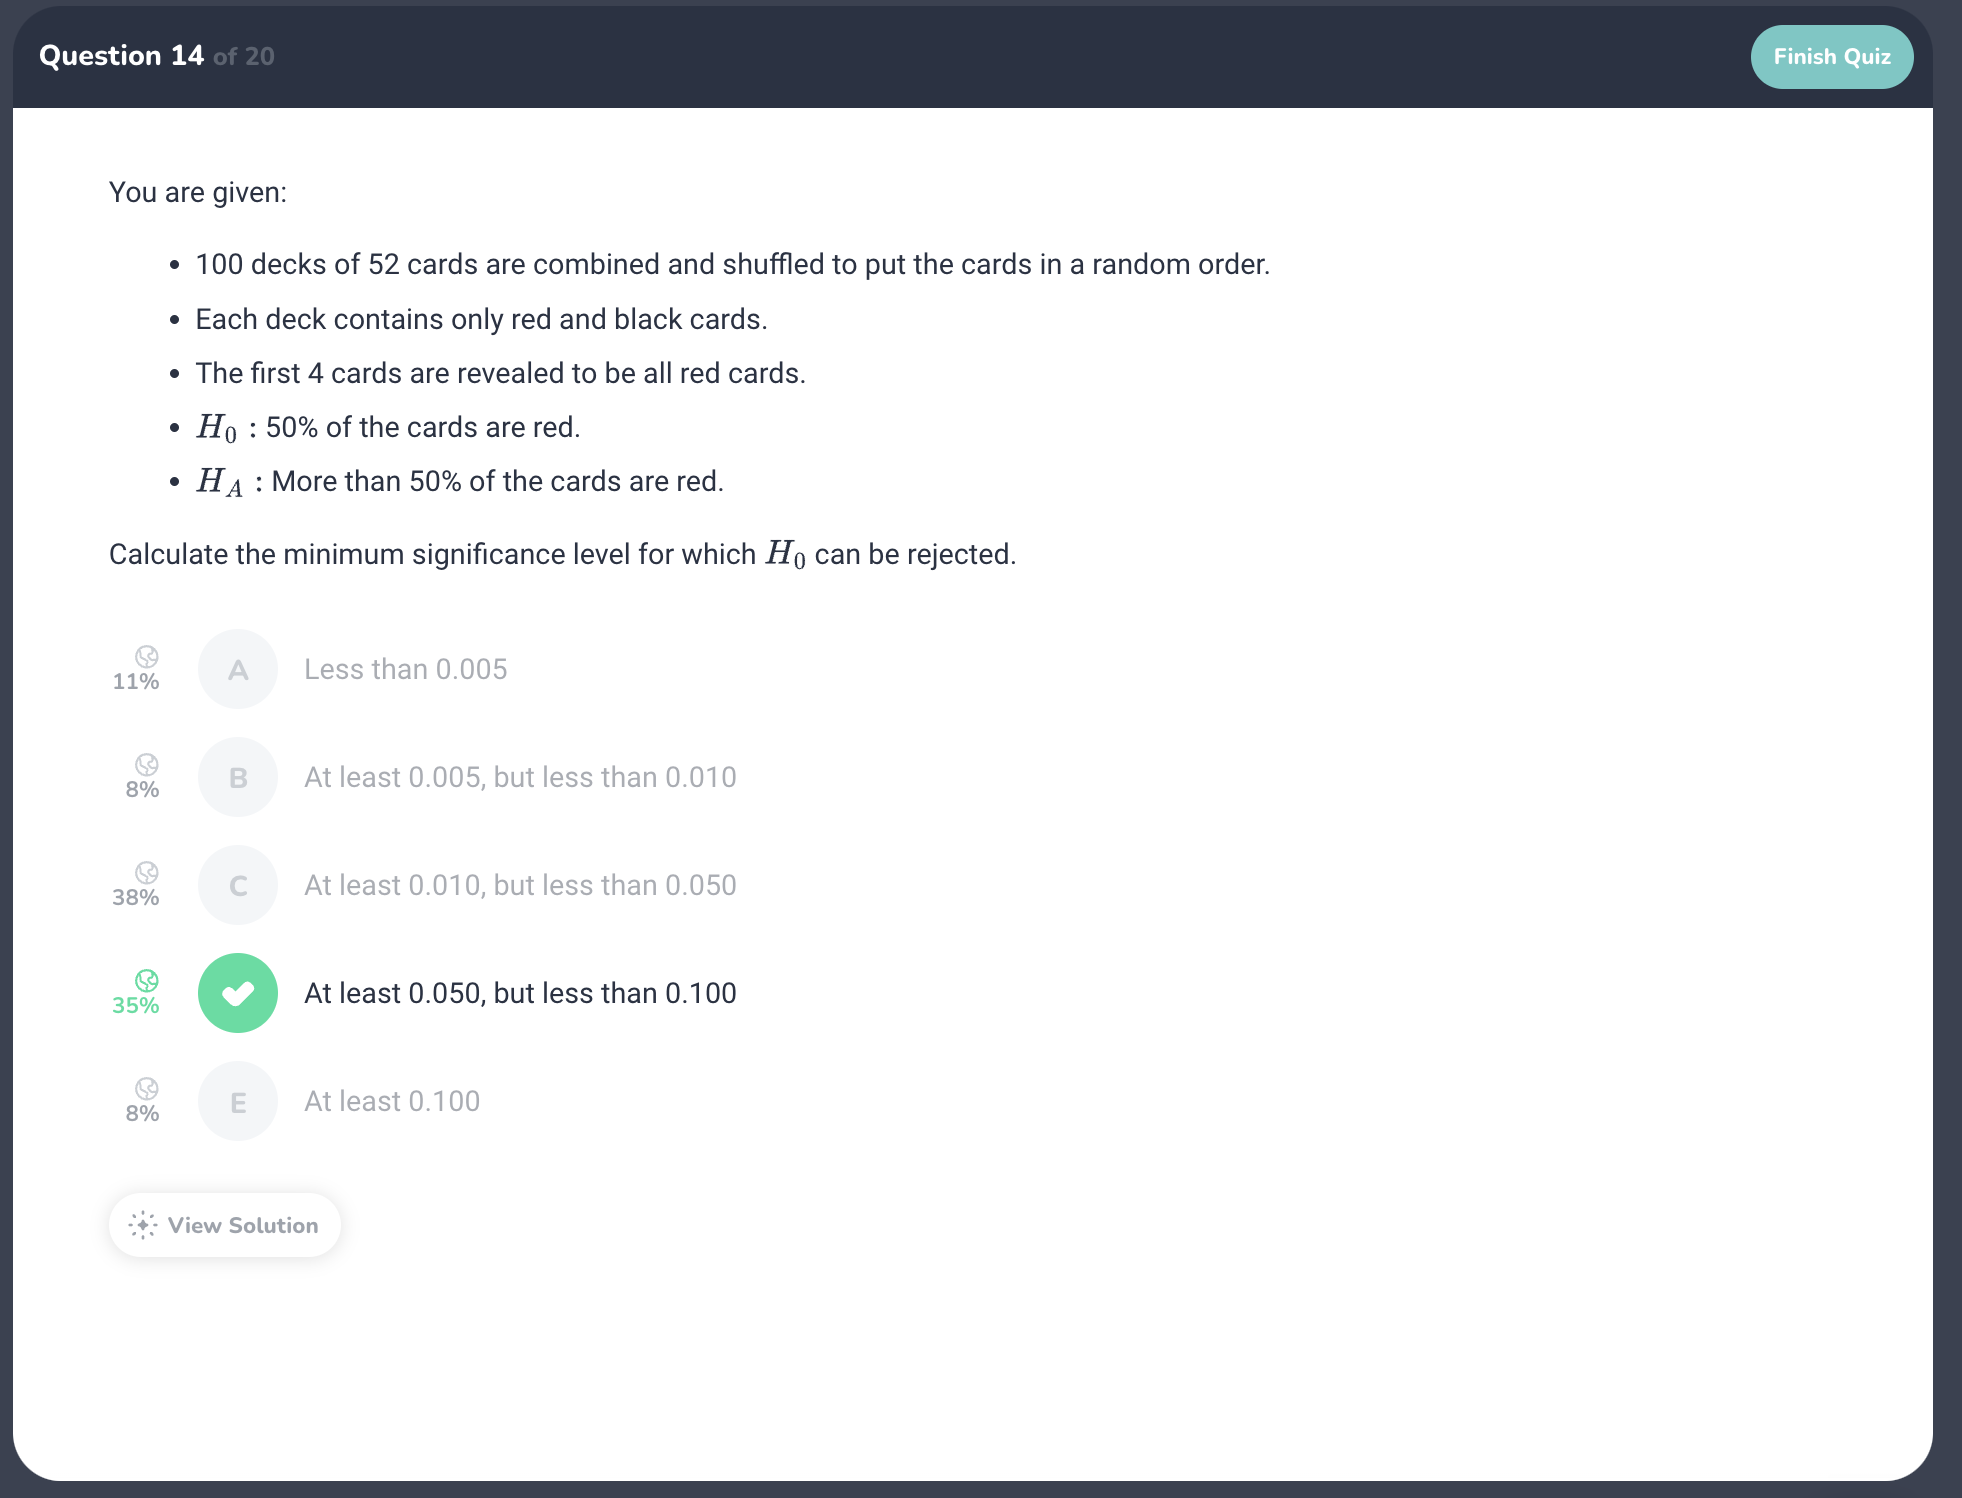 Question 14 of 20
Finish Quiz
You are given:
• 100 decks of 52 cards are combined and shuffled to put the cards in a random order.
• Each deck contains only red and black cards.
• The first 4 cards are revealed to be all red cards.
• H₀ : 50% of the cards are red.
• H_A : More than 50% of the cards are red.
Calculate the minimum significance level for which H₀ can be rejected.
11% A Less than 0.005
8% B At least 0.005, but less than 0.010
38% C At least 0.010, but less than 0.050
35% At least 0.050, but less than 0.100
8% E At least 0.100
View Solution